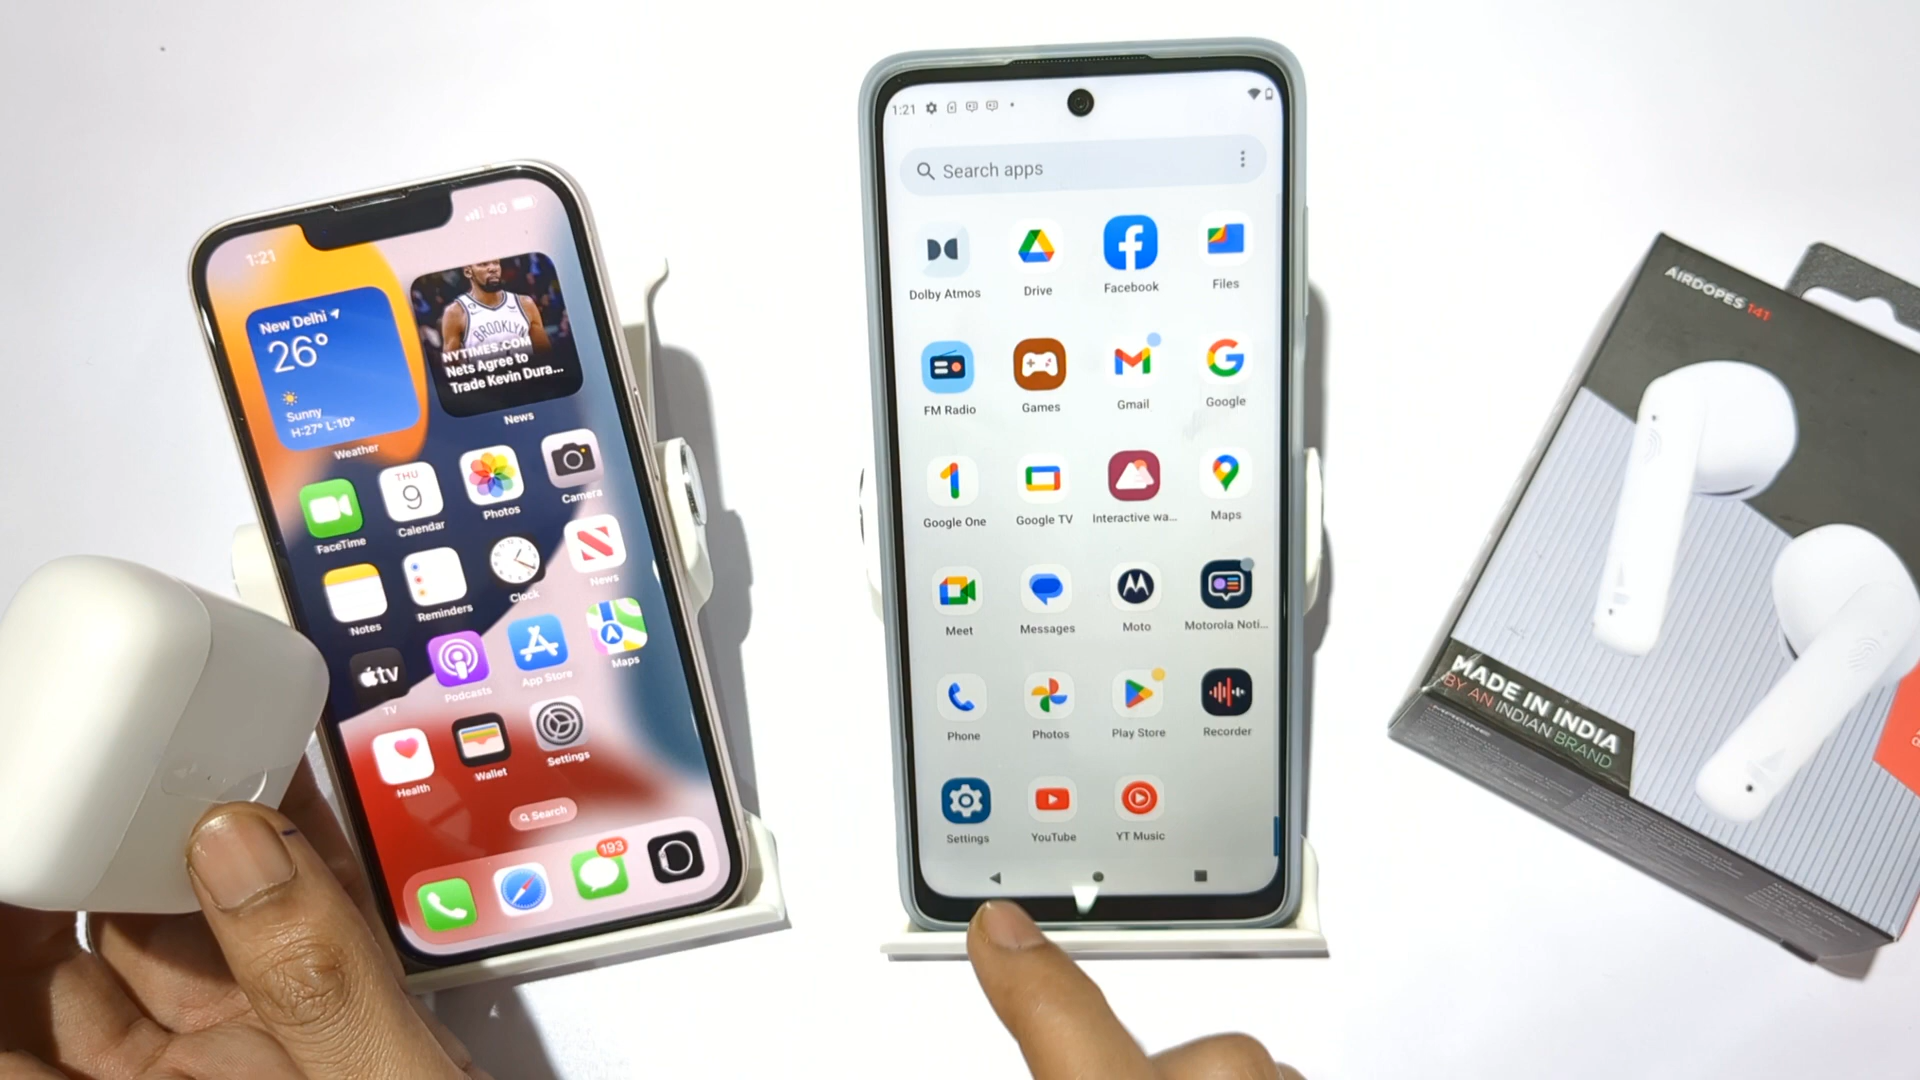 1:21
4G
New Delhi
26°
Sunny
H:27° L:10°
Weather
BROOKLYN
NYTIMES.COM
Nets Agree to
Trade Kevin Dura...
News
FaceTime
THU
9
Calendar
Photos
Camera
Notes
Reminders
Clock
News
tv
TV
Podcasts
App Store
Maps
Health
Wallet
Settings
Search
193
1:21
Search apps
Dolby Atmos
Drive
Facebook
Files
FM Radio
Games
Gmail
Google
Google One
Google TV
Interactive wa...
Maps
Meet
Messages
Moto
Motorola Noti...
Phone
Photos
Play Store
Recorder
Settings
YouTube
YT Music
AIRDOPES 141
MADE IN INDIA
BY AN INDIAN BRAND